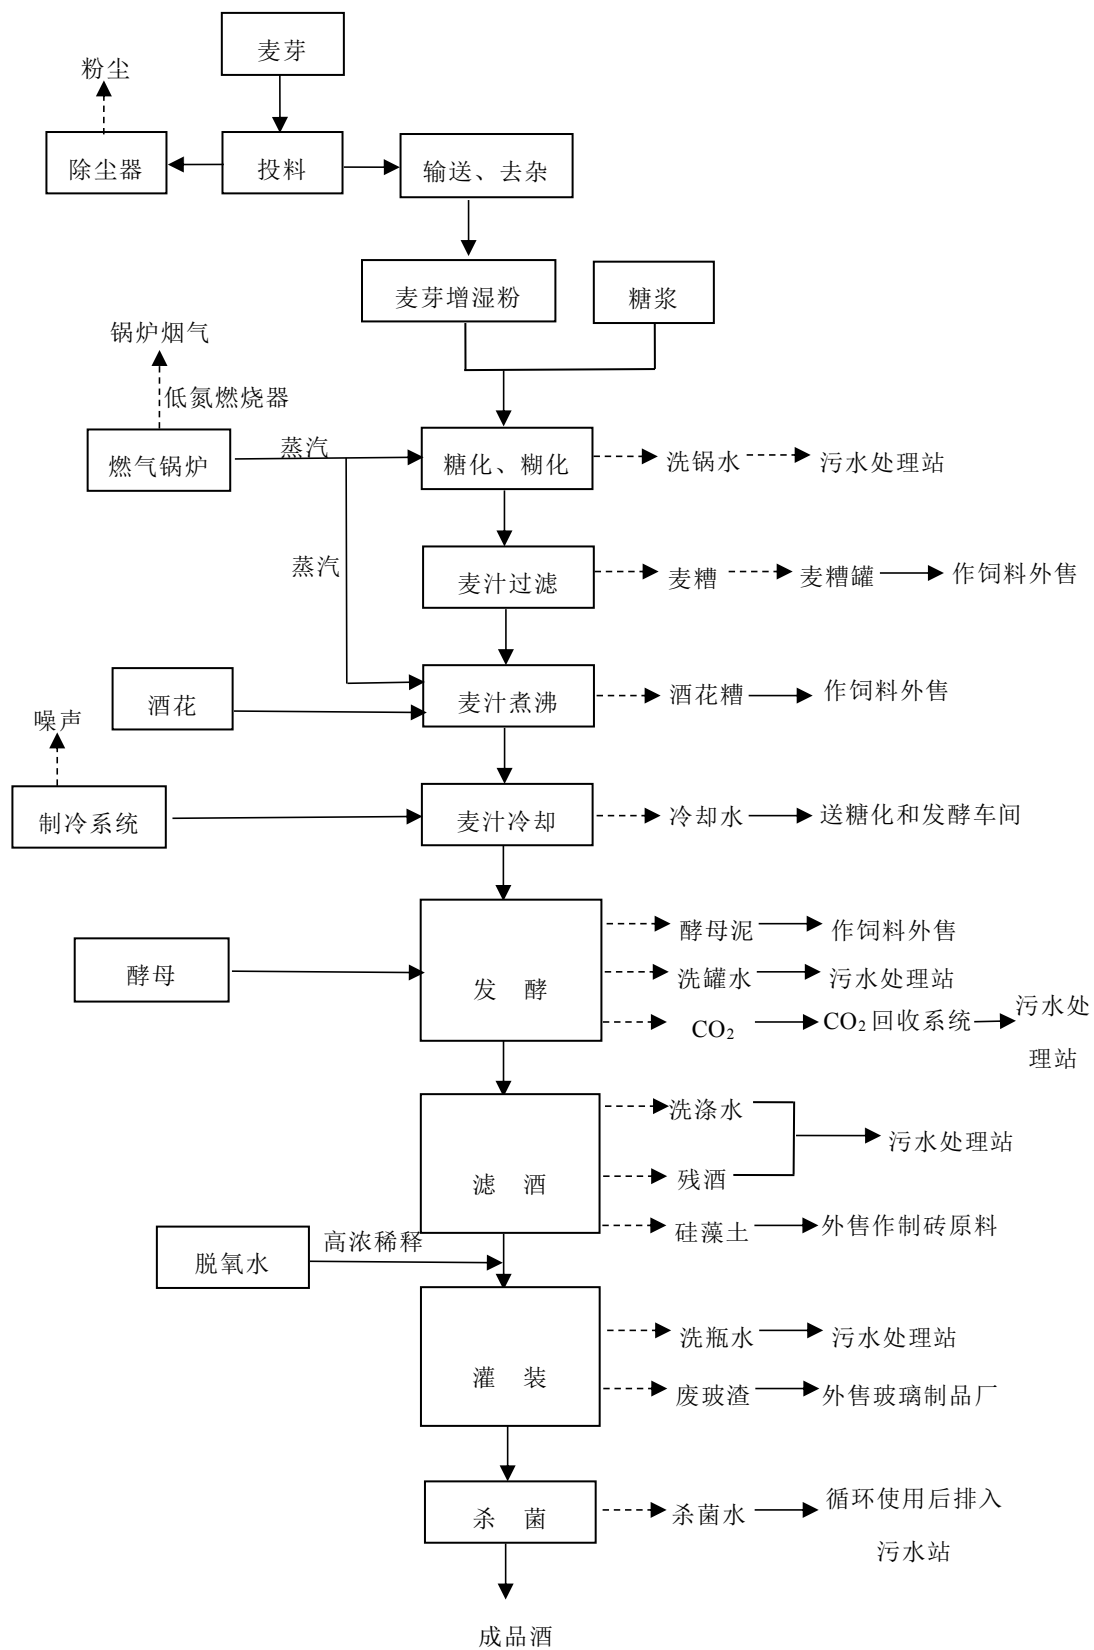 麦芽
粉尘
除尘器
投料
输送、去杂
麦芽增湿粉
糖浆
锅炉烟气
低氮燃烧器
燃气锅炉
蒸汽
糖化、糊化
洗锅水
污水处理站
蒸汽
麦汁过滤
麦糟
麦糟罐
作饲料外售
酒花
麦汁煮沸
酒花糟
作饲料外售
噪声
制冷系统
麦汁冷却
冷却水
送糖化和发酵车间
酵母
发 酵
酵母泥
作饲料外售
洗罐水
污水处理站
CO₂
CO₂回收系统
污水处
理站
滤 酒
洗涤水
残酒
污水处理站
硅藻土
外售作制砖原料
脱氧水
高浓稀释
灌 装
洗瓶水
污水处理站
废玻渣
外售玻璃制品厂
杀 菌
杀菌水
循环使用后排入
污水站
成品酒